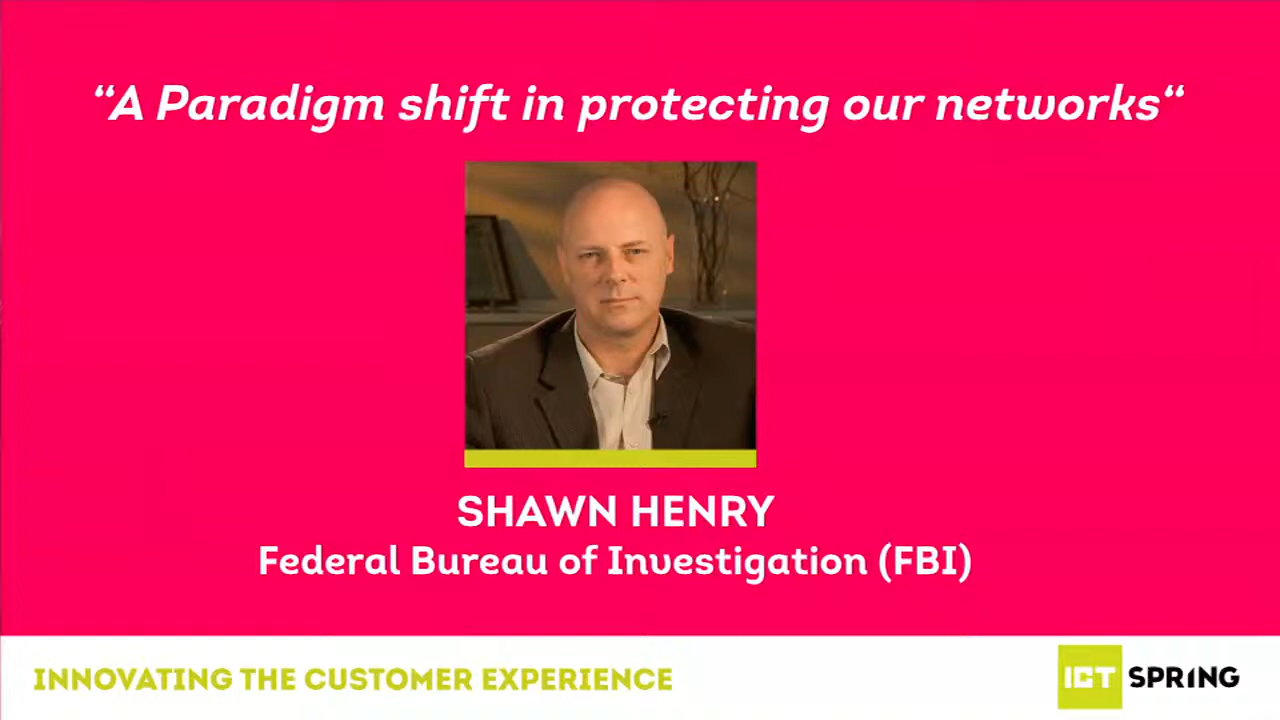 “A Paradigm shift in protecting our networks“
SHAWN HENRY
Federal Bureau of Investigation (FBI)
INNOVATING THE CUSTOMER EXPERIENCE
ICT SPRING